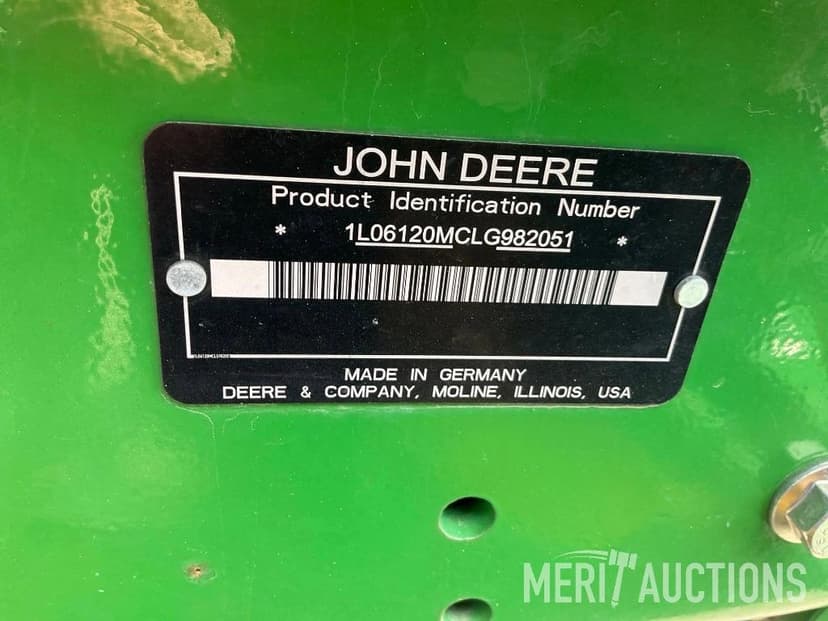 JOHN DEERE
Product Identification Number
* 1L06120MCLG982051 *
MADE IN GERMANY
DEERE & COMPANY, MOLINE, ILLINOIS, USA
MERIT AUCTIONS